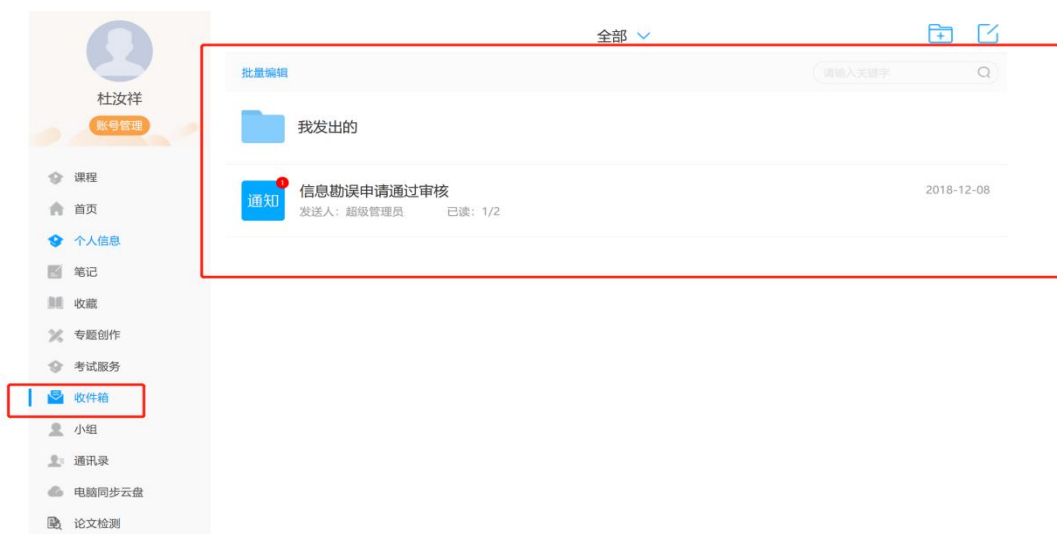 全部
批量编辑
请输入关键字
杜汝祥
账号管理
我发出的
课程
通知
1
信息勘误申请通过审核
2018-12-08
发送人：超级管理员 已读：1/2
首页
个人信息
笔记
收藏
专题创作
考试服务
收件箱
小组
通讯录
电脑同步云盘
论文检测